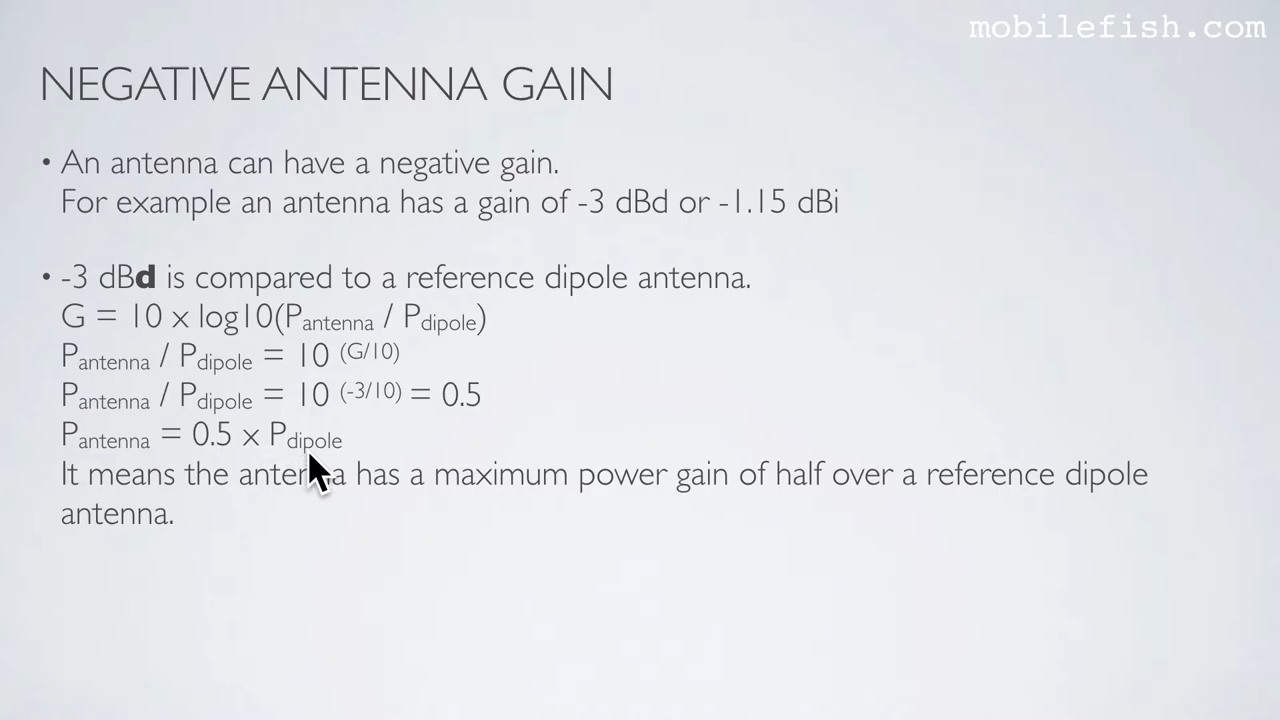 mobilefish.com
NEGATIVE ANTENNA GAIN
• An antenna can have a negative gain.
For example an antenna has a gain of -3 dBd or -1.15 dBi
• -3 dBd is compared to a reference dipole antenna.
G = 10 x log10(Pantenna / Pdipole)
Pantenna / Pdipole = 10 (G/10)
Pantenna / Pdipole = 10 (-3/10) = 0.5
Pantenna = 0.5 x Pdipole
It means the antenna has a maximum power gain of half over a reference dipole
antenna.